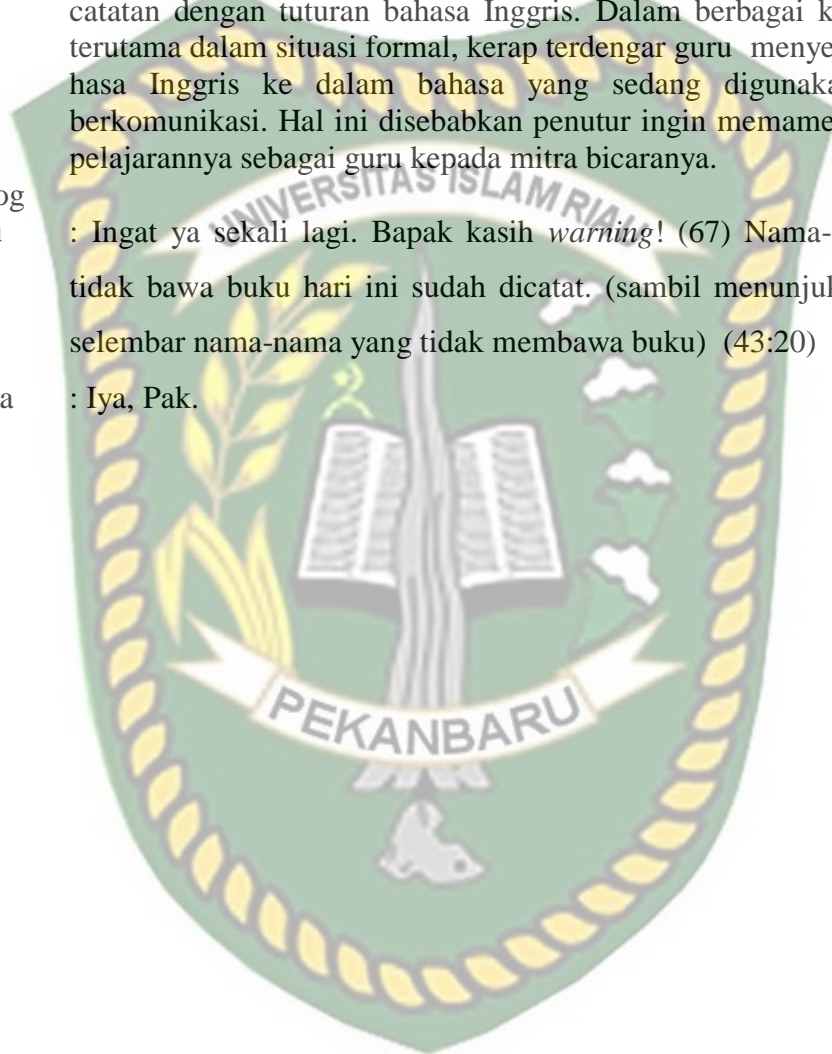 catatan dengan tuturan bahasa Inggris. Dalam berbagai k
terutama dalam situasi formal, kerap terdengar guru menye
hasa Inggris ke dalam bahasa yang sedang digunaka
berkomunikasi. Hal ini disebabkan penutur ingin memame
pelajarannya sebagai guru kepada mitra bicaranya.
UNIVERSITAS ISLAM RIAU
og
: Ingat ya sekali lagi. Bapak kasih warning! (67) Nama-
tidak bawa buku hari ini sudah dicatat. (sambil menunjuk
selembar nama-nama yang tidak membawa buku) (43:20)
a : Iya, Pak.
PEKANBARU